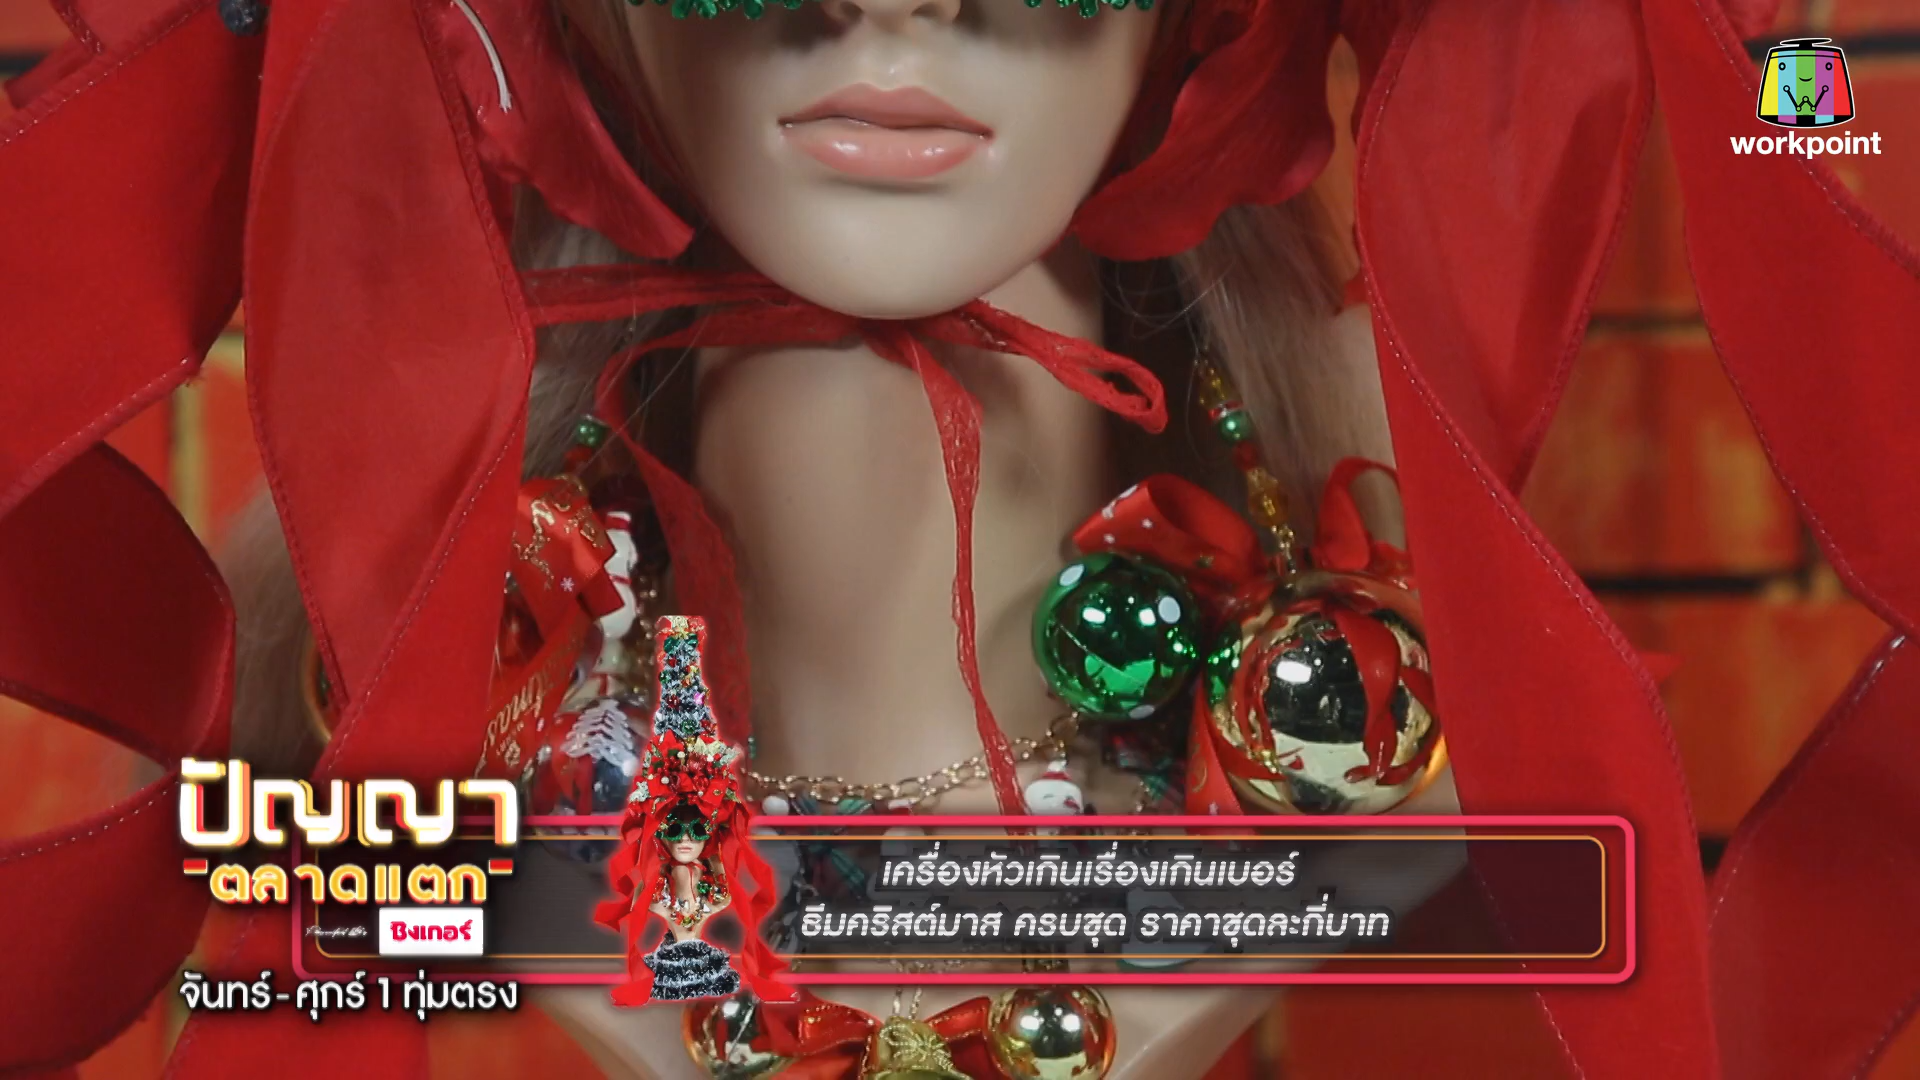 workpoint
ปัญญา
"ตลาดแตก"
ซิงเกอร์
จันทร์-ศุกร์ 1 ทุ่มตรง
เครื่องหัวเกินเรื่องเกินเบอร์
ธีมคริสต์มาส ครบชุด ราคาชุดละกี่บาท